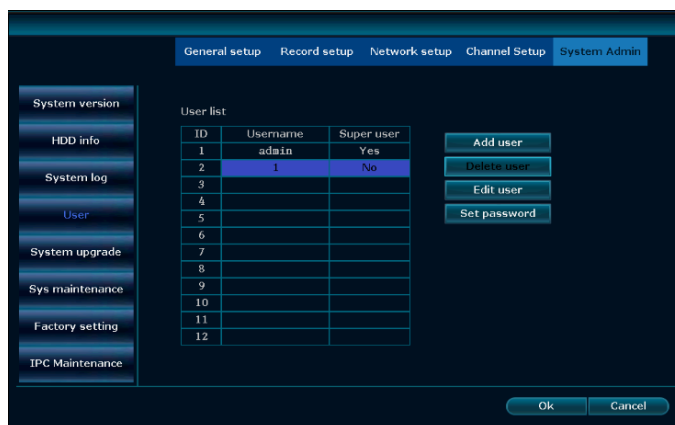 General setup Record setup Network setup Channel Setup System Admin
System version
HDD info
System log
User
System upgrade
Sys maintenance
Factory setting
IPC Maintenance
User list
ID Username Super user
1 admin Yes
2 1 No
3
4
5
6
7
8
9
10
11
12
Add user
Delete user
Edit user
Set password
Ok Cancel